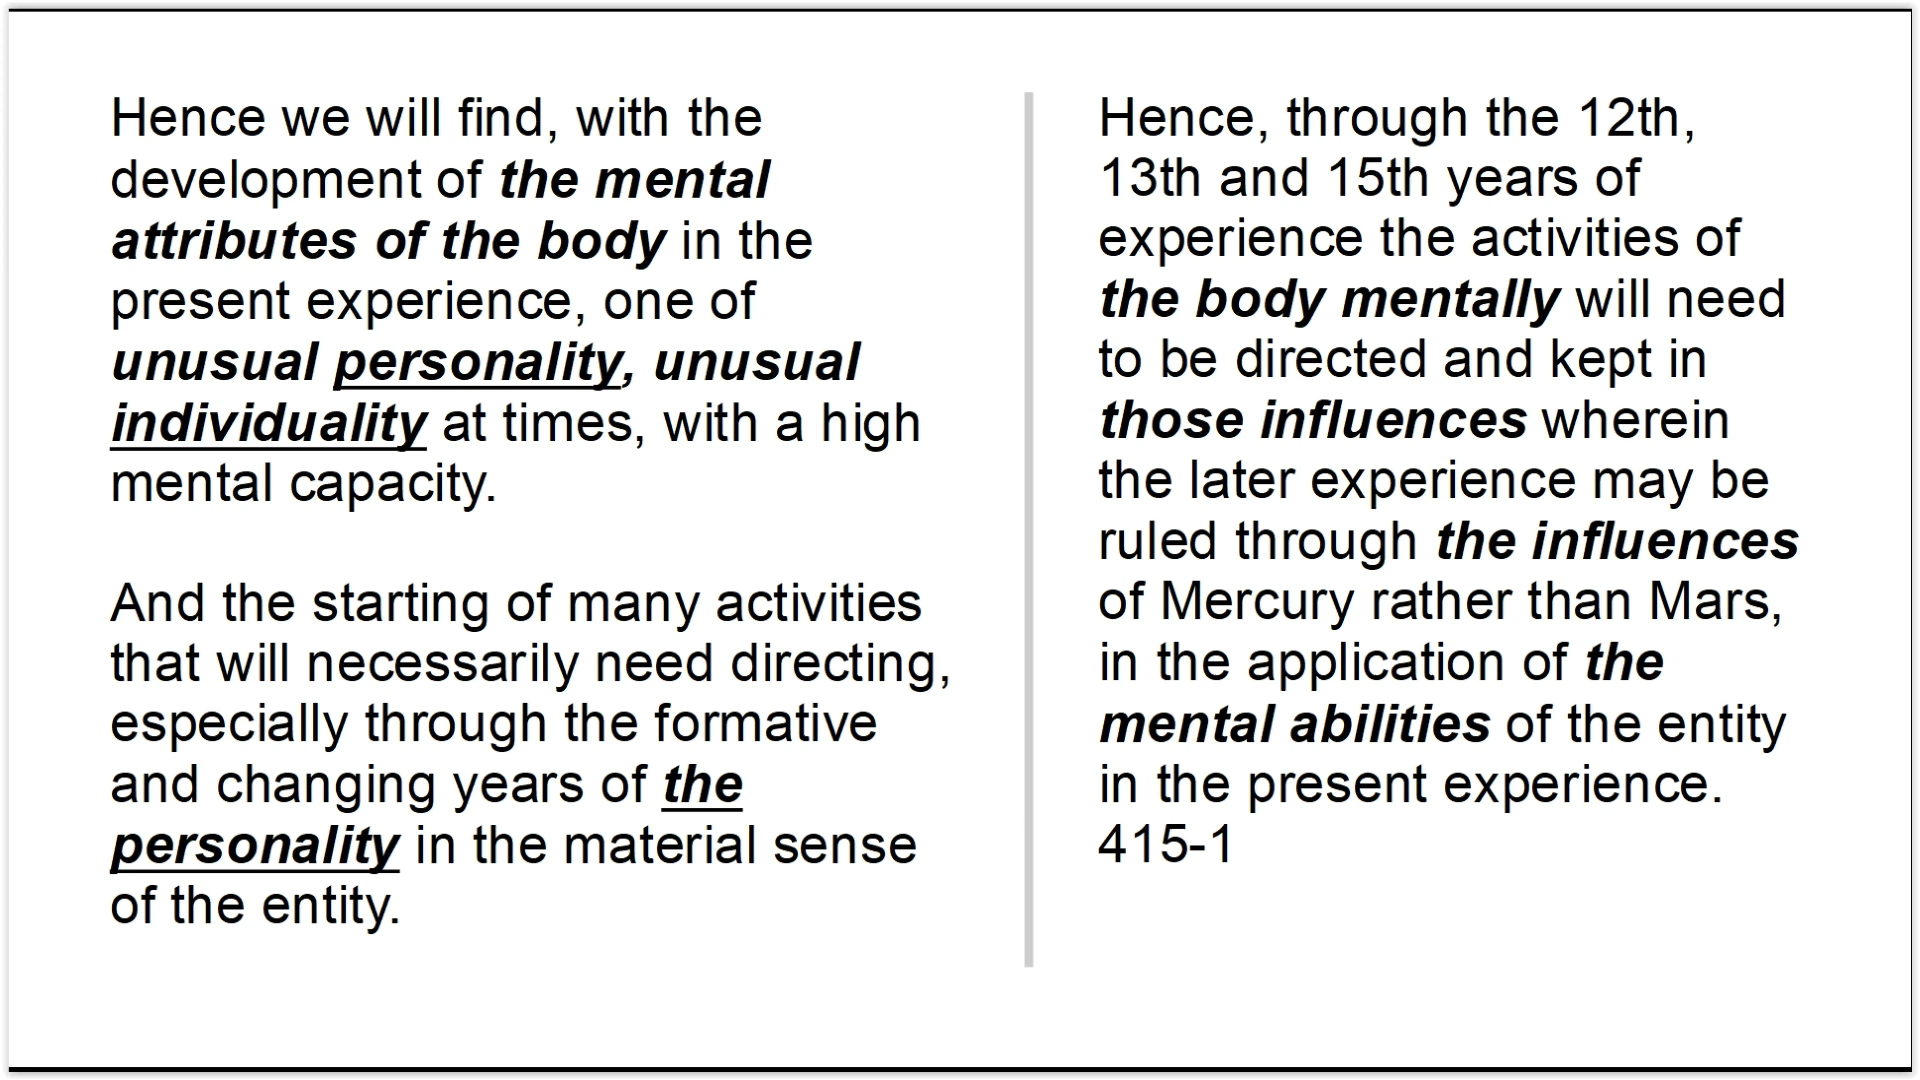 Hence we will find, with the
development of the mental
attributes of the body in the
present experience, one of
unusual personality, unusual
individuality at times, with a high
mental capacity.
And the starting of many activities
that will necessarily need directing,
especially through the formative
and changing years of the
personality in the material sense
of the entity.
Hence, through the 12th,
13th and 15th years of
experience the activities of
the body mentally will need
to be directed and kept in
those influences wherein
the later experience may be
ruled through the influences
of Mercury rather than Mars,
in the application of the
mental abilities of the entity
in the present experience.
415-1